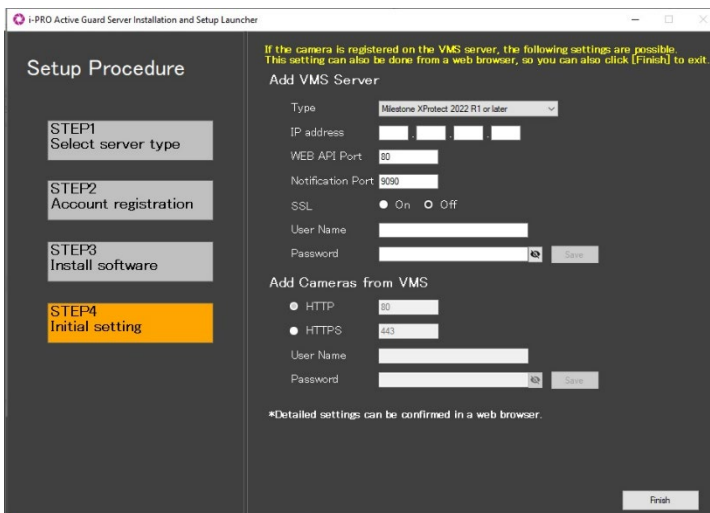 i-PRO Active Guard Server Installation and Setup Launcher
Setup Procedure
STEP1
Select server type
STEP2
Account registration
STEP3
Install software
STEP4
Initial setting
If the camera is registered on the VMS server, the following settings are possible.
This setting can also be done from a web browser, so you can also click [Finish] to exit.
Add VMS Server
Type Milestone XProtect 2022 R1 or later
IP address . . .
WEB API Port 80
Notification Port 9090
SSL On Off
User Name
Password Save
Add Cameras from VMS
HTTP 80
HTTPS 443
User Name
Password Save
*Detailed settings can be confirmed in a web browser.
Finish